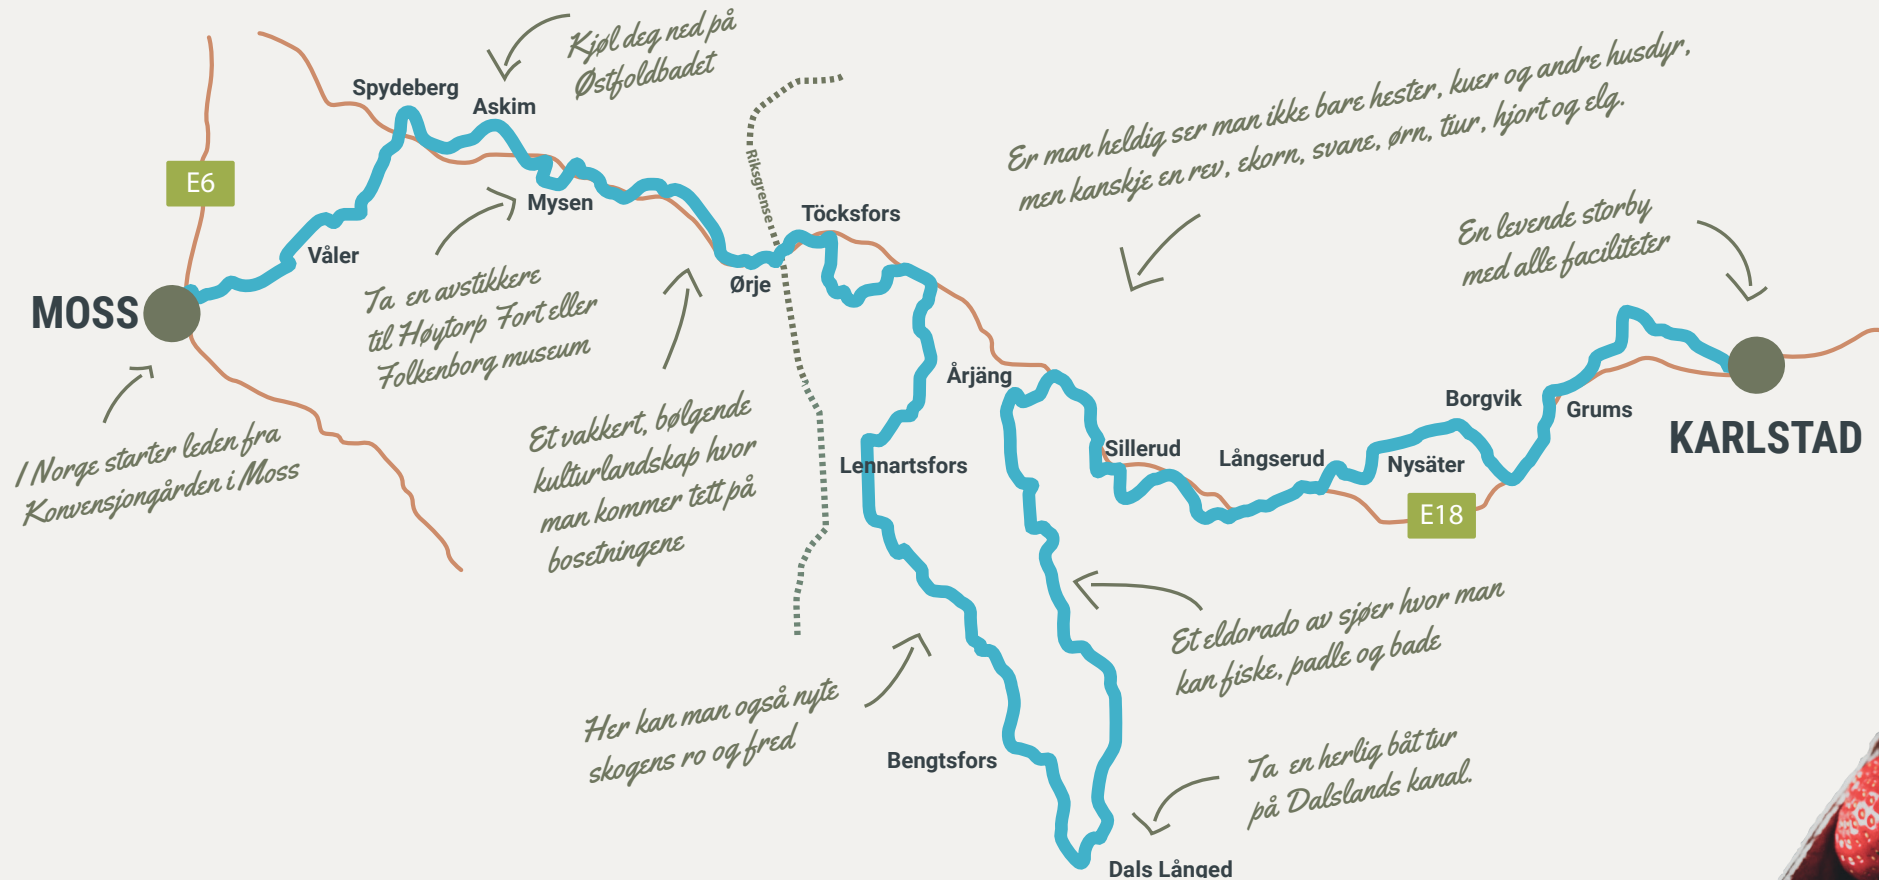 Kjøl deg ned på
Østfoldbadet
Spydeberg
Askim
Er man heldig ser man ikke bare hester, kuer og andre husdyr,
men kanskje en rev, ekorn, svane, ørn, tiur, hjort og elg.
E6
Riksgrense
Mysen
Töcksfors
En levende storby
med alle faciliteter
Våler
Ørje
MOSS
Ta en avstikkere
til Høytorp Fort eller
Folkenborg museum
Årjäng
Borgvik
Grums
KARLSTAD
I Norge starter leden fra
Konvensjongården i Moss
Et vakkert, bølgende
kulturlandskap hvor
man kommer tett på
bosetningene
Lennartsfors
Sillerud
Långserud
Nysäter
E18
Et eldorado av sjøer hvor man
kan fiske, padle og bade
Her kan man også nyte
skogens ro og fred
Bengtsfors
Ta en herlig båt tur
på Dalslands kanal.
Dals Långed